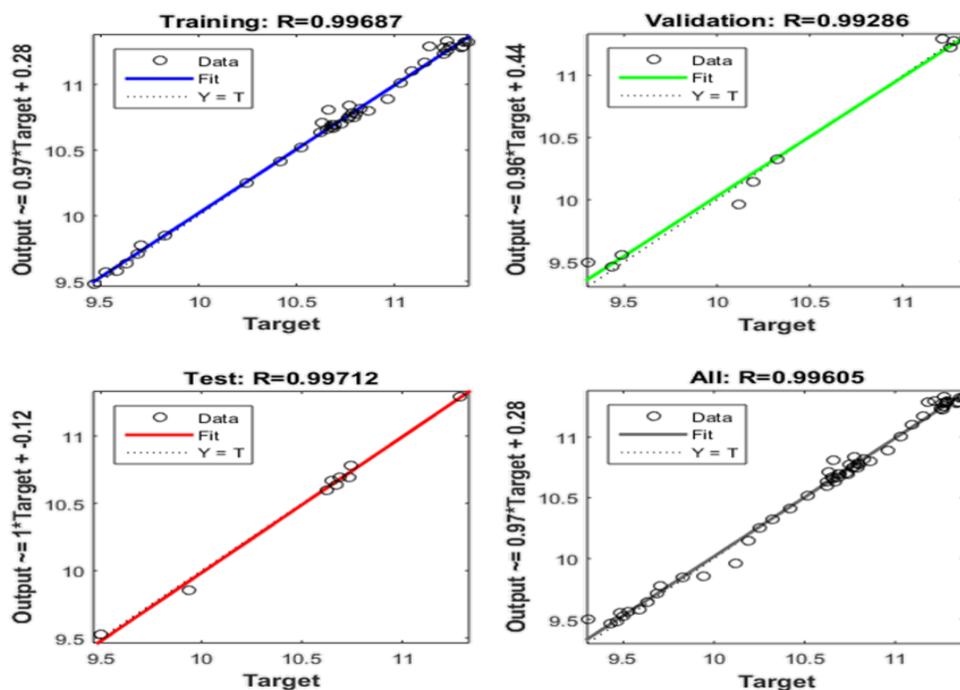 Training: R=0.99687
Output ~= 0.97*Target + 0.28
Data
Fit
Y = T
11
10.5
10
9.5
9.5 10 10.5 11
Target
Validation: R=0.99286
Output ~= 0.96*Target + 0.44
Data
Fit
Y = T
11
10.5
10
9.5
9.5 10 10.5 11
Target
Test: R=0.99712
Output ~= 1*Target + -0.12
Data
Fit
Y = T
11
10.5
10
9.5
9.5 10 10.5 11
Target
All: R=0.99605
Output ~= 0.97*Target + 0.28
Data
Fit
Y = T
11
10.5
10
9.5
9.5 10 10.5 11
Target